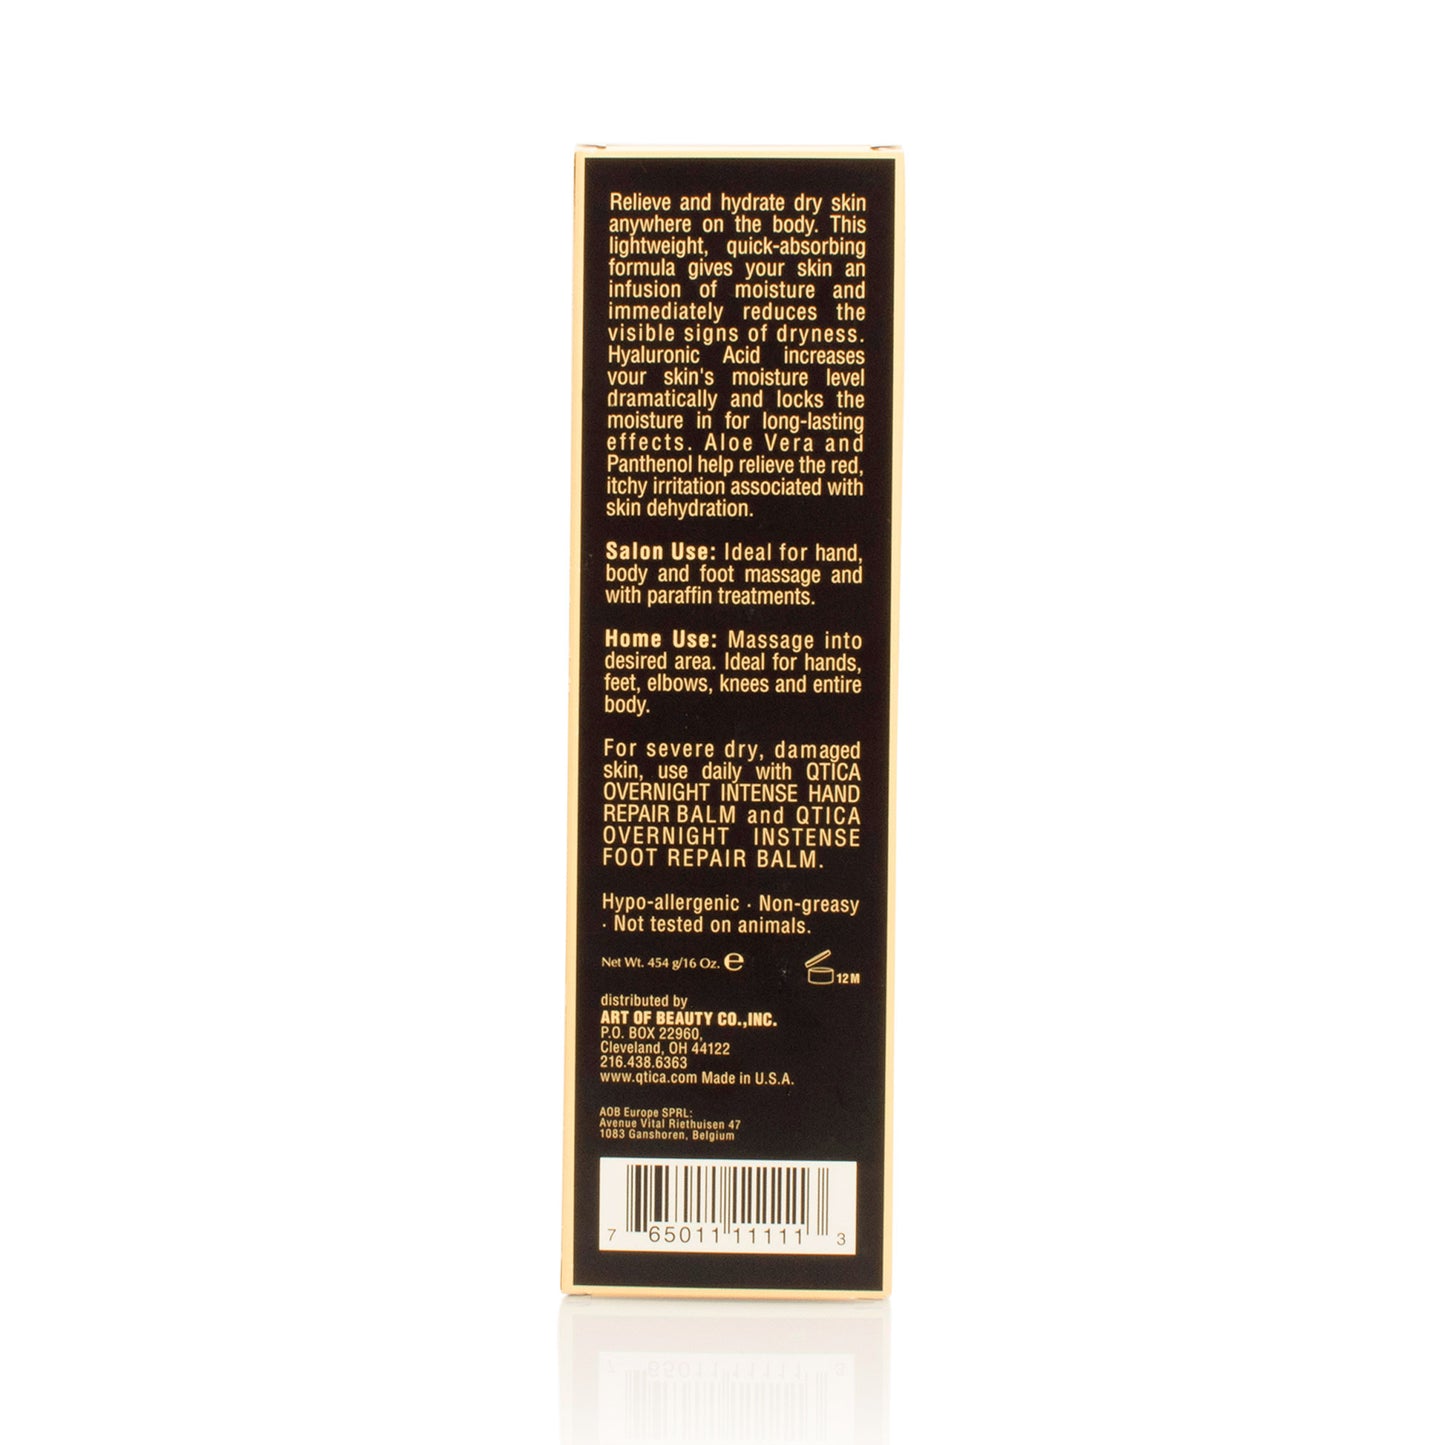 Relieve and hydrate dry skin
anywhere on the body. This
lightweight, quick-absorbing
formula gives your skin an
infusion of moisture and
immediately reduces the
visible signs of dryness.
Hyaluronic Acid increases
your skin's moisture level
dramatically and locks the
moisture in for long-lasting
effects. Aloe Vera and
Panthenol help relieve the red,
itchy irritation associated with
skin dehydration.
Salon Use: Ideal for hand,
body and foot massage and
with paraffin treatments.
Home Use: Massage into
desired area. Ideal for hands,
feet, elbows, knees and entire
body.
For severe dry, damaged
skin, use daily with QTICA
OVERNIGHT INTENSE HAND
REPAIR BALM and QTICA
OVERNIGHT INSTENSE
FOOT REPAIR BALM.
Hypo-allergenic · Non-greasy
· Not tested on animals.
Net Wt. 454 g/16 Oz. ℮
12M
distributed by
ART OF BEAUTY CO.,INC.
P.O. BOX 22960,
Cleveland, OH 44122
216.438.6363
www.qtica.com Made in U.S.A.
AOB Europe SPRL:
Avenue Vital Riethuisen 47
1083 Ganshoren, Belgium
7 65011 11111 3